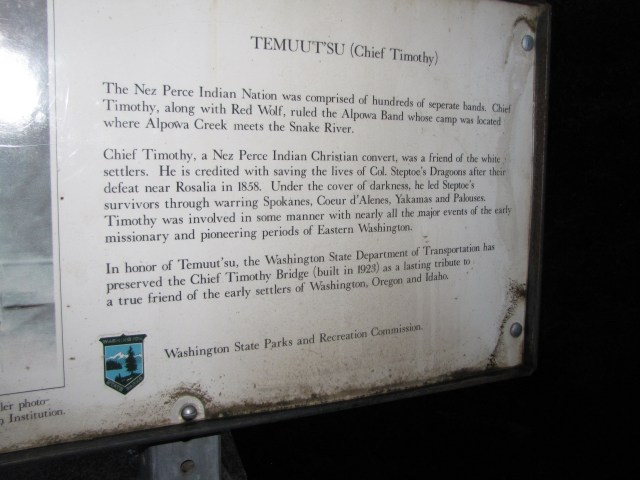 TEMUUT'SU (Chief Timothy)
The Nez Perce Indian Nation was comprised of hundreds of seperate bands. Chief
Timothy, along with Red Wolf, ruled the Alpowa Band whose camp was located
where Alpowa Creek meets the Snake River.
Chief Timothy, a Nez Perce Indian Christian convert, was a friend of the white
settlers. He is credited with saving the lives of Col. Steptoe's Dragoons after their
defeat near Rosalia in 1858. Under the cover of darkness, he led Steptoe's
survivors through warring Spokanes, Coeur d'Alenes, Yakamas and Palouses.
Timothy was involved in some manner with nearly all the major events of the early
missionary and pioneering periods of Eastern Washington.
In honor of Temuut'su, the Washington State Department of Transportation has
preserved the Chief Timothy Bridge (built in 1923) as a lasting tribute to
a true friend of the early settlers of Washington, Oregon and Idaho.
Washington State Parks and Recreation Commission.
photo-
Institution.